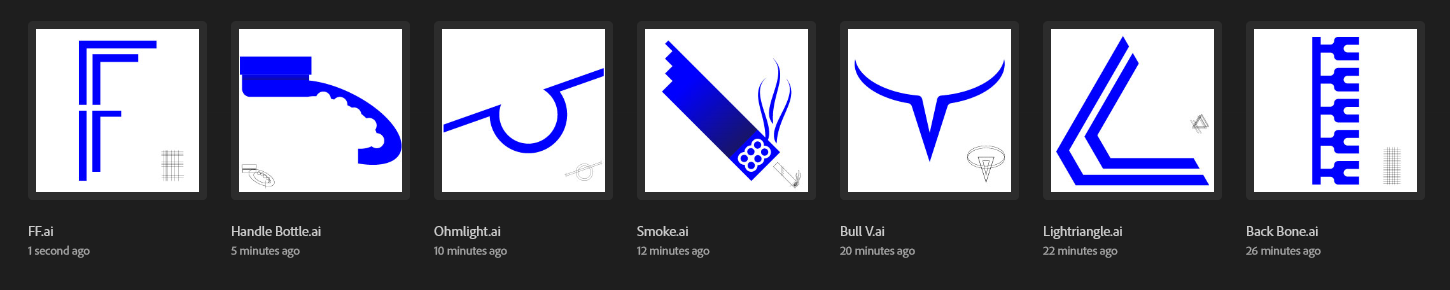 FF.ai
1 second ago
Handle Bottle.ai
5 minutes ago
Ohmlight.ai
10 minutes ago
Smoke.ai
12 minutes ago
Bull V.ai
20 minutes ago
Lightriangle.ai
22 minutes ago
Back Bone.ai
26 minutes ago